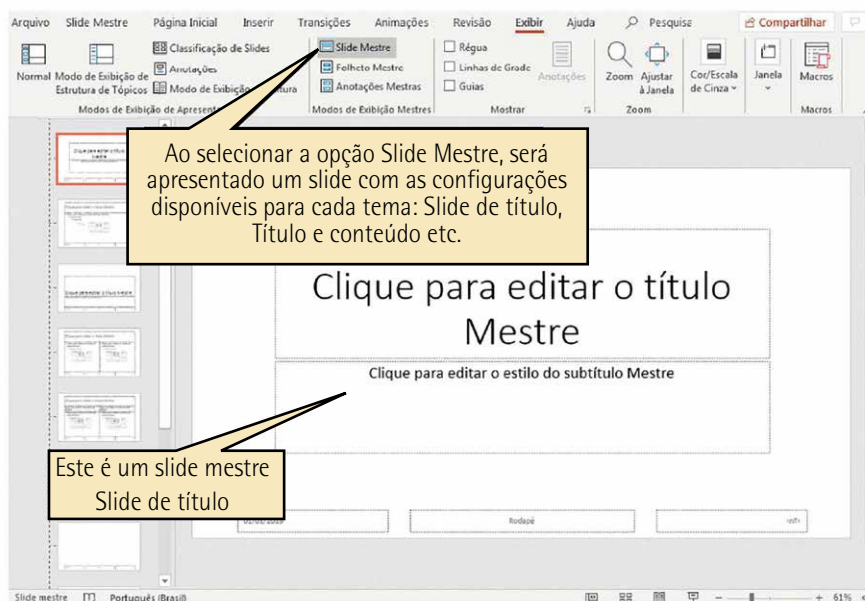 Arquivo Slide Mestre Página Inicial Inserir Transições Animações Revisão Exibir Ajuda Pesquisa Compartilhar
Classificação de Slides Slide Mestre Régua
Anotações Folheto Mestre Linhas de Grade Anotações Zoom Ajustar Cor/Escala Janela Macros
Normal Modo de Exibição de Modo de Exibição Anotações Mestras Guias à Janela de Cinza
Estrutura de Tópicos
Modos de Exibição de Modos de Exibição Mestres Mostrar Zoom Macros
Ao selecionar a opção Slide Mestre, será
apresentado um slide com as configurações
disponíveis para cada tema: Slide de título,
Título e conteúdo etc.
Clique para editar o título
Mestre
Clique para editar o estilo do subtítulo Mestre
Este é um slide mestre
Slide de título
Rodapé
Slide mestre Português (Brasil) 61%